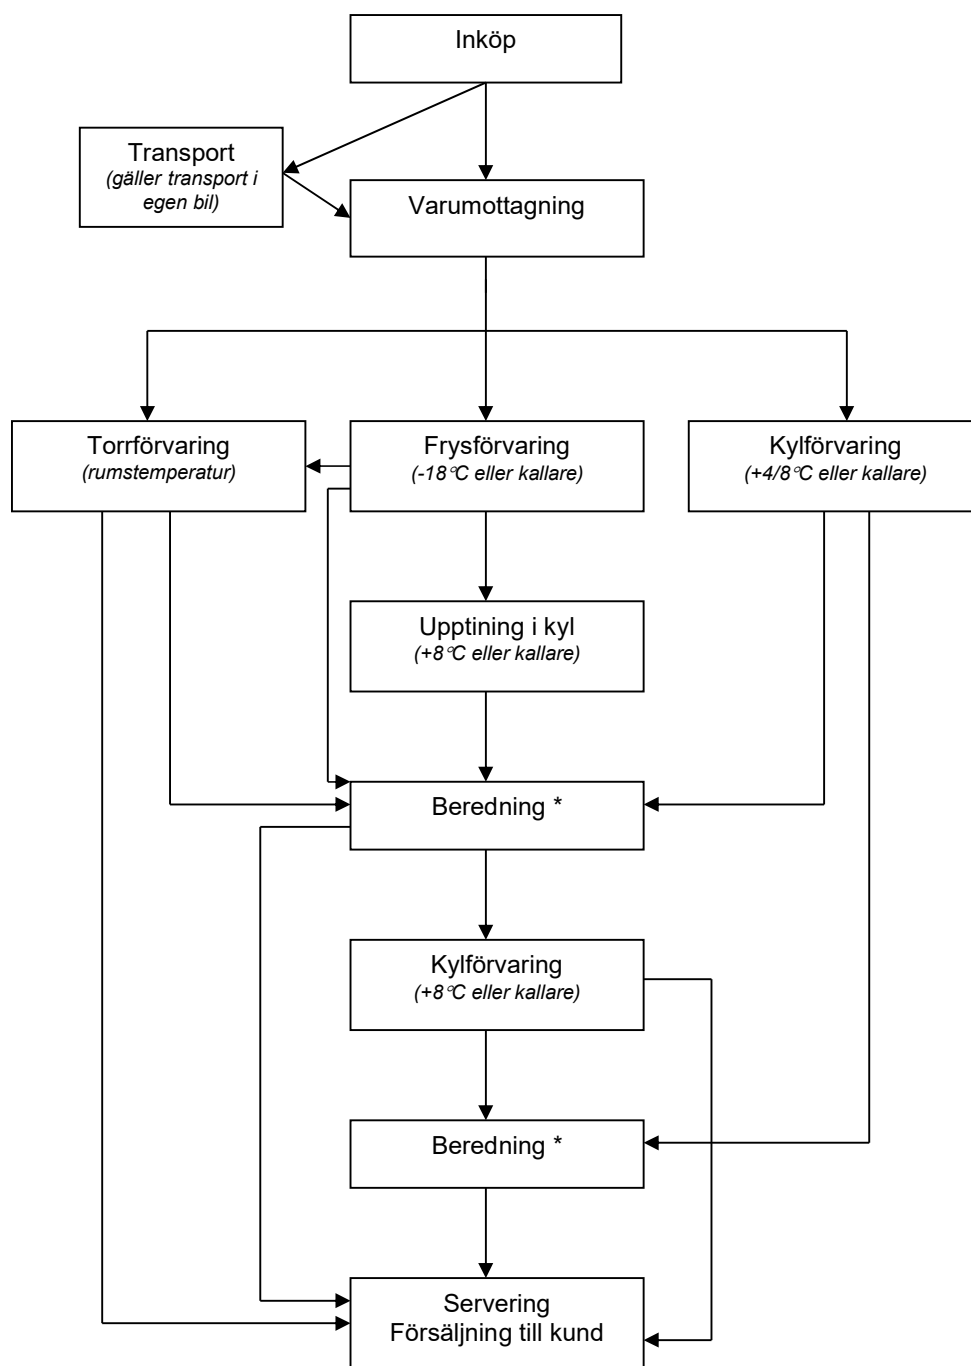 Inköp
Transport
(gäller transport i
egen bil)
Varumottagning
Torrförvaring
(rumstemperatur)
Frysförvaring
(-18°C eller kallare)
Kylförvaring
(+4/8°C eller kallare)
Upptining i kyl
(+8°C eller kallare)
Beredning *
Kylförvaring
(+8°C eller kallare)
Beredning *
Servering
Försäljning till kund